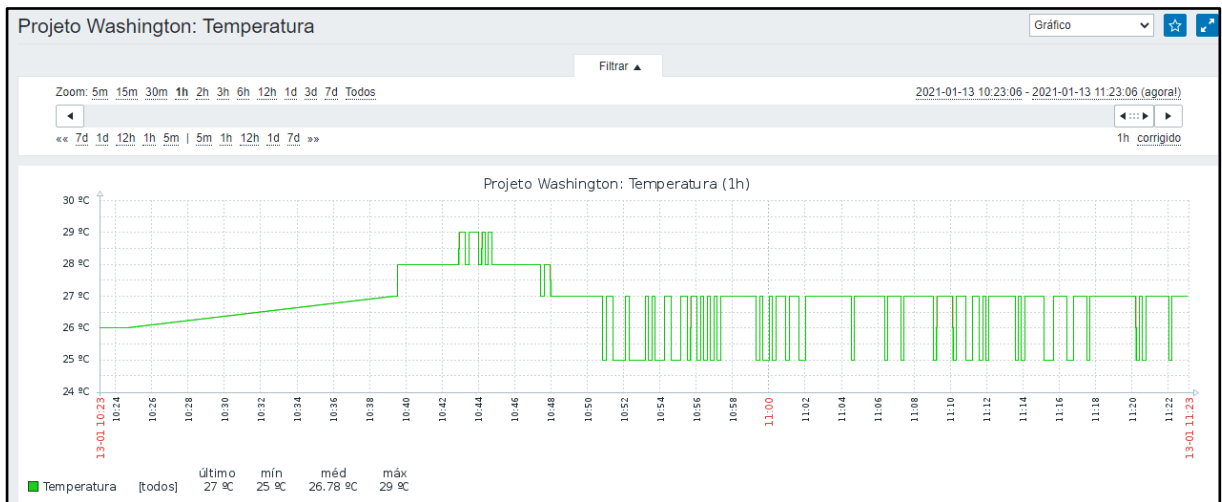 Projeto Washington: Temperatura
Gráfico
Filtrar ▲
Zoom: 5m 15m 30m 1h 2h 3h 6h 12h 1d 3d 7d Todos
2021-01-13 10:23:06 - 2021-01-13 11:23:06 (agora!)
«« 7d 1d 12h 1h 5m | 5m 1h 12h 1d 7d »»
1h corrigido
Projeto Washington: Temperatura (1h)
30 ºC
29 ºC
28 ºC
27 ºC
26 ºC
25 ºC
24 ºC
13-01 10:23
10:24
10:26
10:28
10:30
10:32
10:34
10:36
10:38
10:40
10:42
10:44
10:46
10:48
10:50
10:52
10:54
10:56
10:58
11:00
11:02
11:04
11:06
11:08
11:10
11:12
11:14
11:16
11:18
11:20
11:22
13-01 11:23
último mín méd máx
Temperatura [todos] 27 ºC 25 ºC 26.78 ºC 29 ºC